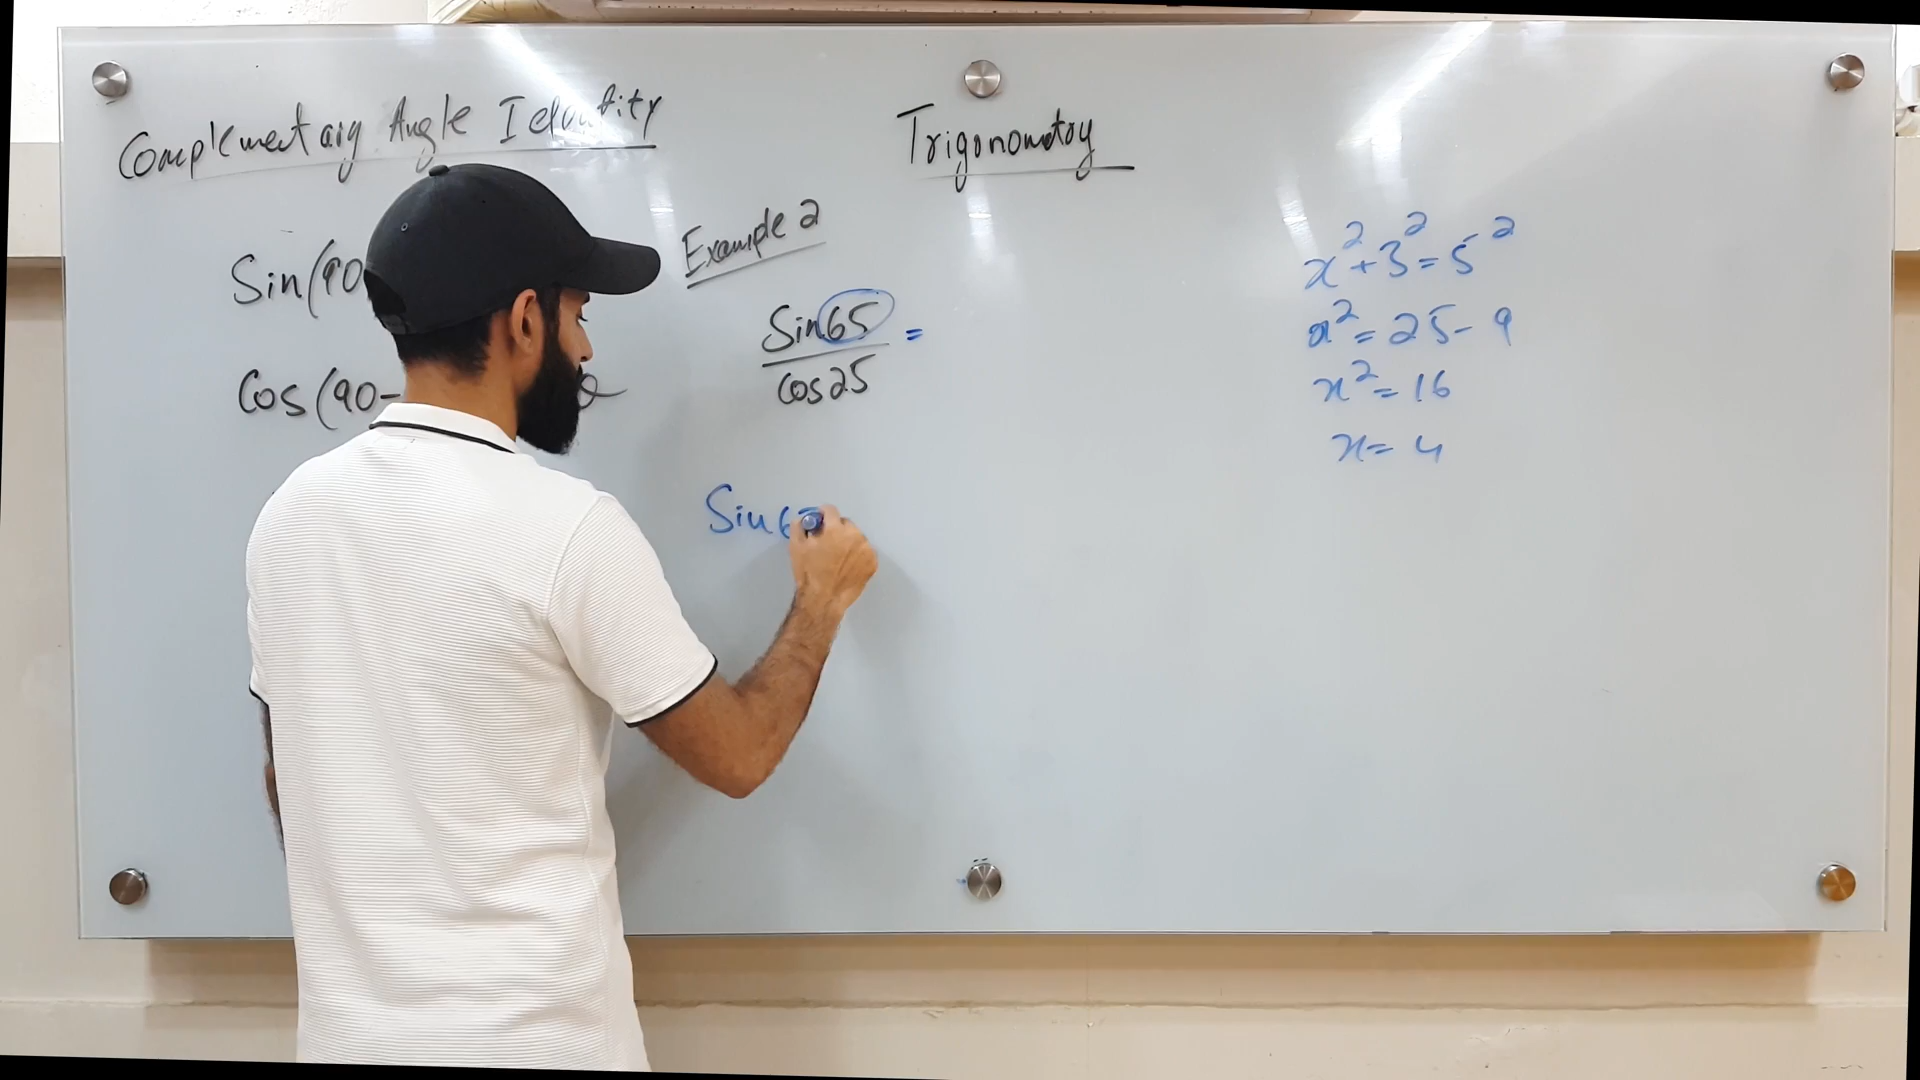 Complementary Angle Identity
Trigonometry
Sin(90
Cos(90-
Example 2
Sin65
Cos25
=
Sin6
x² + 3² = 5²
x² = 25 - 9
x² = 16
x = 4